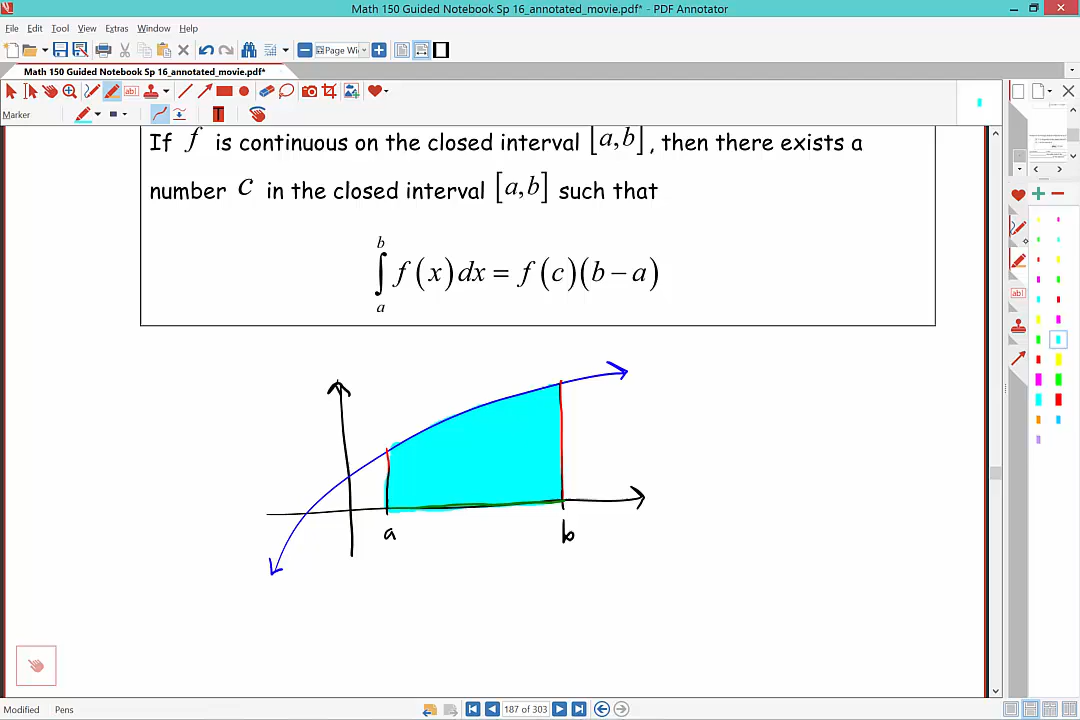 Math 150 Guided Notebook Sp 16_annotated_movie.pdf* - PDF Annotator
File Edit Tool View Extras Window Help
Page Wi
Math 150 Guided Notebook Sp 16_annotated_movie.pdf*
Marker
If f is continuous on the closed interval [a,b], then there exists a
number c in the closed interval [a,b] such that
∫_a^b f(x)dx = f(c)(b−a)
a b
187 of 303
Modified Pens